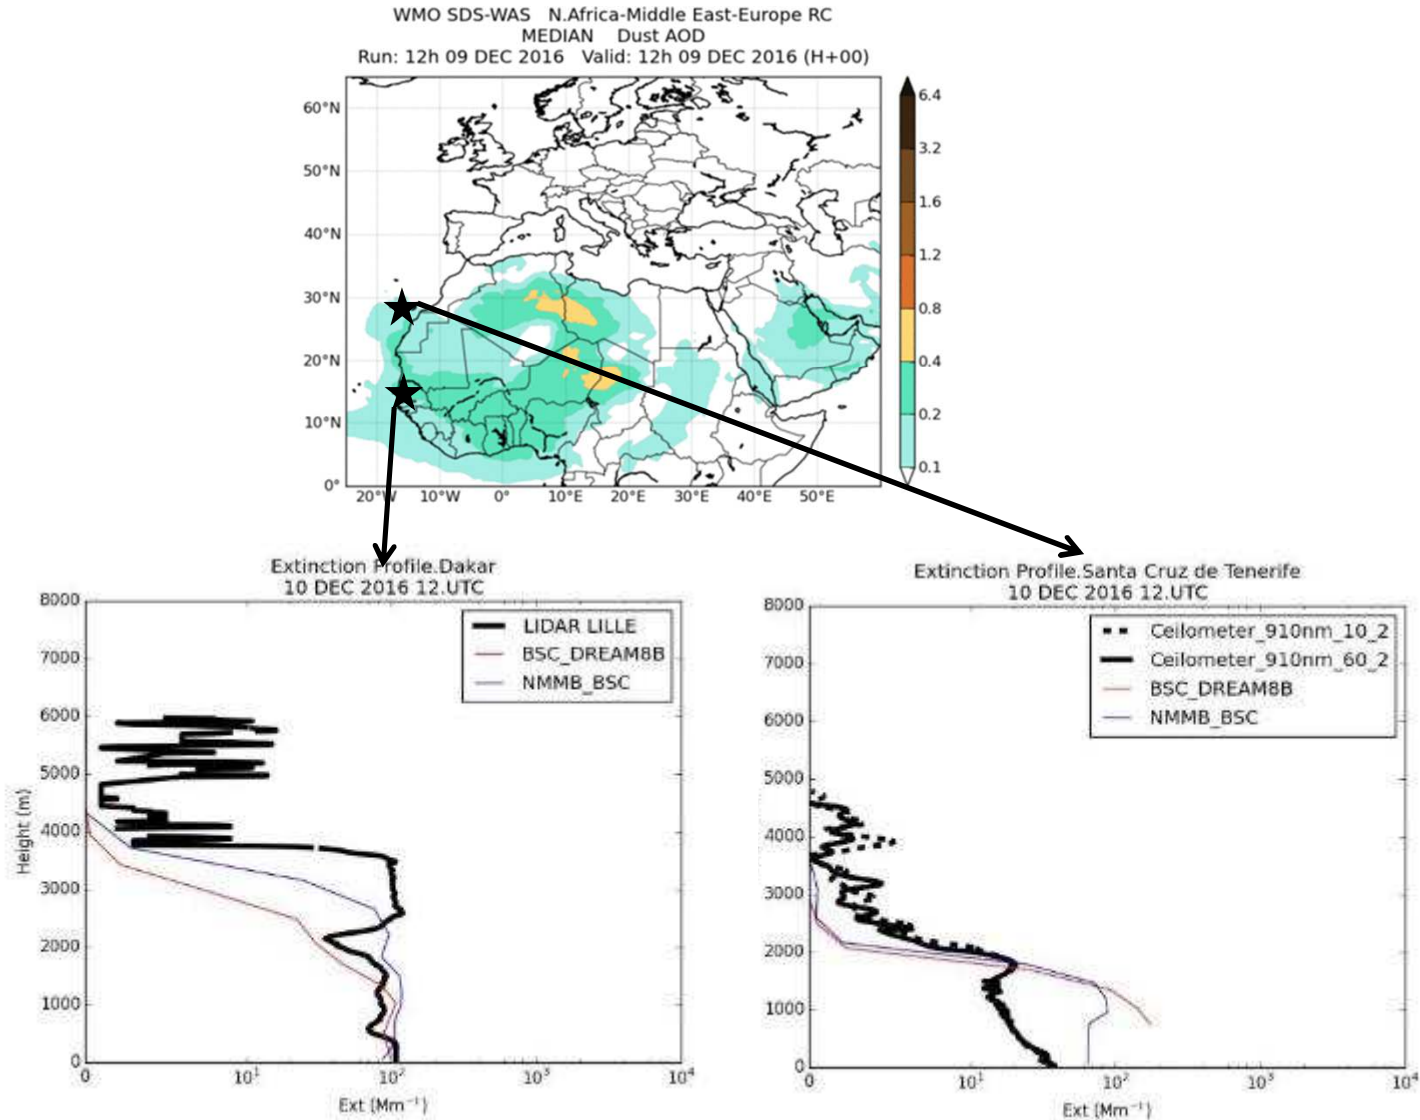 WMO SDS-WAS N.Africa-Middle East-Europe RC
MEDIAN Dust AOD
Run: 12h 09 DEC 2016 Valid: 12h 09 DEC 2016 (H+00)
60°N
50°N
40°N
30°N
20°N
10°N
0°
20°W 10°W 0° 10°E 20°E 30°E 40°E 50°E
6.4
3.2
1.6
1.2
0.8
0.4
0.2
0.1
Extinction Profile.Dakar
10 DEC 2016 12.UTC
8000
7000
6000
5000
4000
3000
2000
1000
0
Height (m)
LIDAR LILLE
BSC_DREAM8B
NMMB_BSC
0 10¹ 10² 10³ 10⁴
Ext (Mm⁻¹)
Extinction Profile.Santa Cruz de Tenerife
10 DEC 2016 12.UTC
8000
7000
6000
5000
4000
3000
2000
1000
0
Ceilometer_910nm_10_2
Ceilometer_910nm_60_2
BSC_DREAM8B
NMMB_BSC
0 10¹ 10² 10³ 10⁴
Ext (Mm⁻¹)